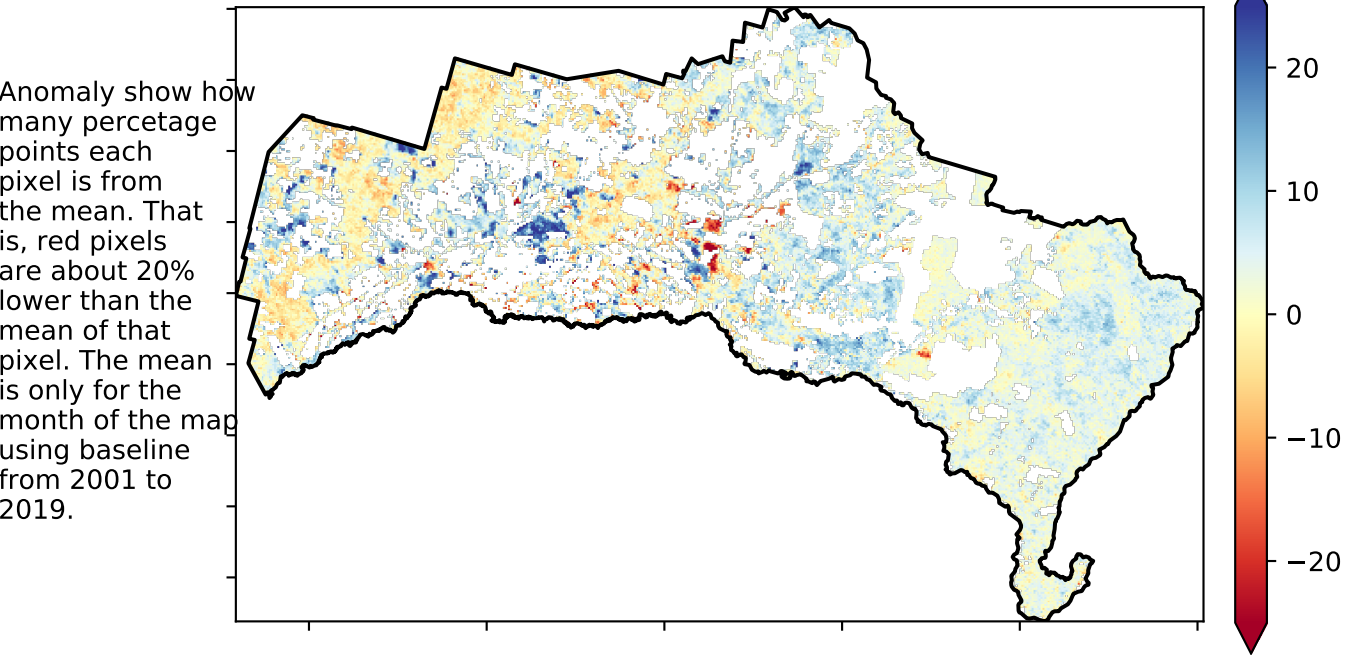 Anomaly show how
many percetage
points each
pixel is from
the mean. That
is, red pixels
are about 20%
lower than the
mean of that
pixel. The mean
is only for the
month of the map
using baseline
from 2001 to
2019.
20
10
0
−10
−20